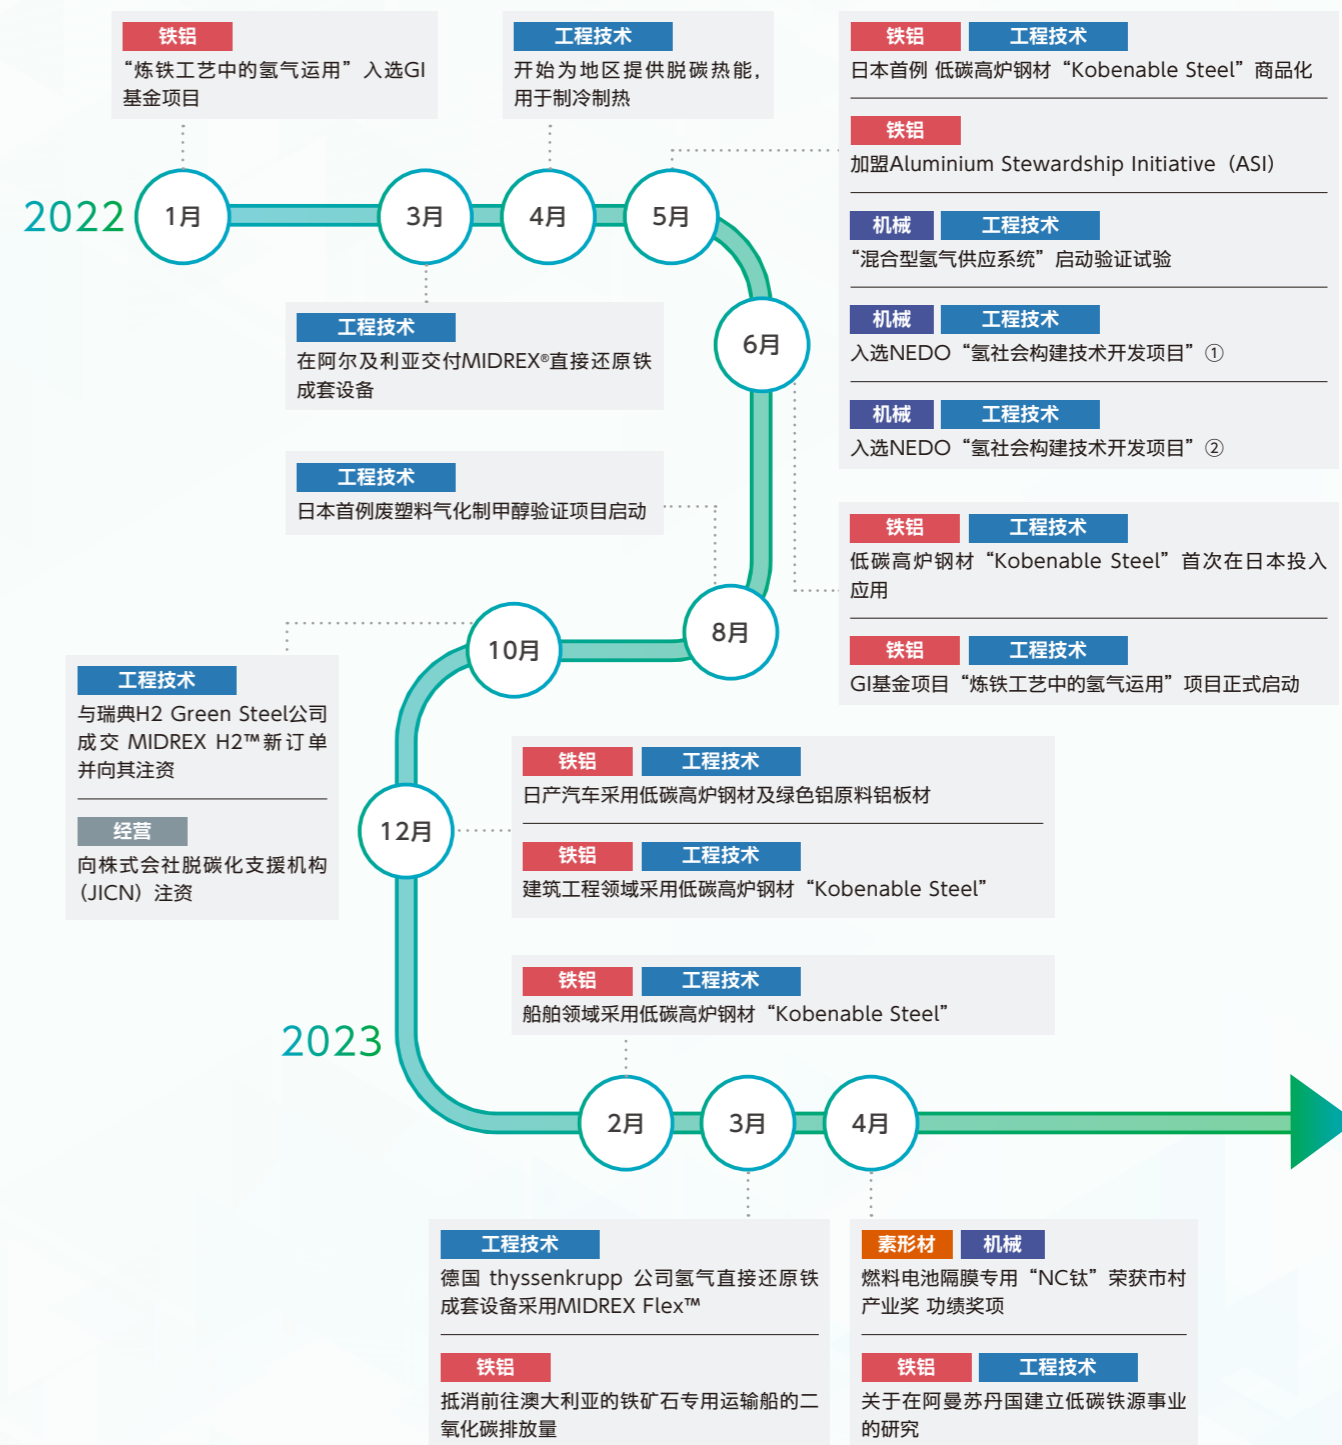 铁铝
“炼铁工艺中的氢气运用”入选GI
基金项目
工程技术
开始为地区提供脱碳热能，
用于制冷制热
铁铝 工程技术
日本首例 低碳高炉钢材“Kobenable Steel”商品化
铁铝
加盟Aluminium Stewardship Initiative（ASI）
机械 工程技术
“混合型氢气供应系统”启动验证试验
机械 工程技术
入选NEDO“氢社会构建技术开发项目”①
机械 工程技术
入选NEDO“氢社会构建技术开发项目”②
2022
1月
3月
4月
5月
工程技术
在阿尔及利亚交付MIDREX®直接还原铁
成套设备
6月
工程技术
日本首例废塑料气化制甲醇验证项目启动
铁铝 工程技术
低碳高炉钢材“Kobenable Steel”首次在日本投入
应用
铁铝 工程技术
GI基金项目“炼铁工艺中的氢气运用”项目正式启动
8月
10月
工程技术
与瑞典H2 Green Steel公司
成交 MIDREX H2™新订单
并向其注资
经营
向株式会社脱碳化支援机构
（JICN）注资
12月
铁铝 工程技术
日产汽车采用低碳高炉钢材及绿色铝原料铝板材
铁铝 工程技术
建筑工程领域采用低碳高炉钢材“Kobenable Steel”
铁铝 工程技术
船舶领域采用低碳高炉钢材“Kobenable Steel”
2023
2月
3月
4月
工程技术
德国 thyssenkrupp 公司氢气直接还原铁
成套设备采用MIDREX Flex™
铁铝
抵消前往澳大利亚的铁矿石专用运输船的二
氧化碳排放量
素形材 机械
燃料电池隔膜专用“NC钛”荣获市村
产业奖 功绩奖项
铁铝 工程技术
关于在阿曼苏丹国建立低碳铁源事业
的研究